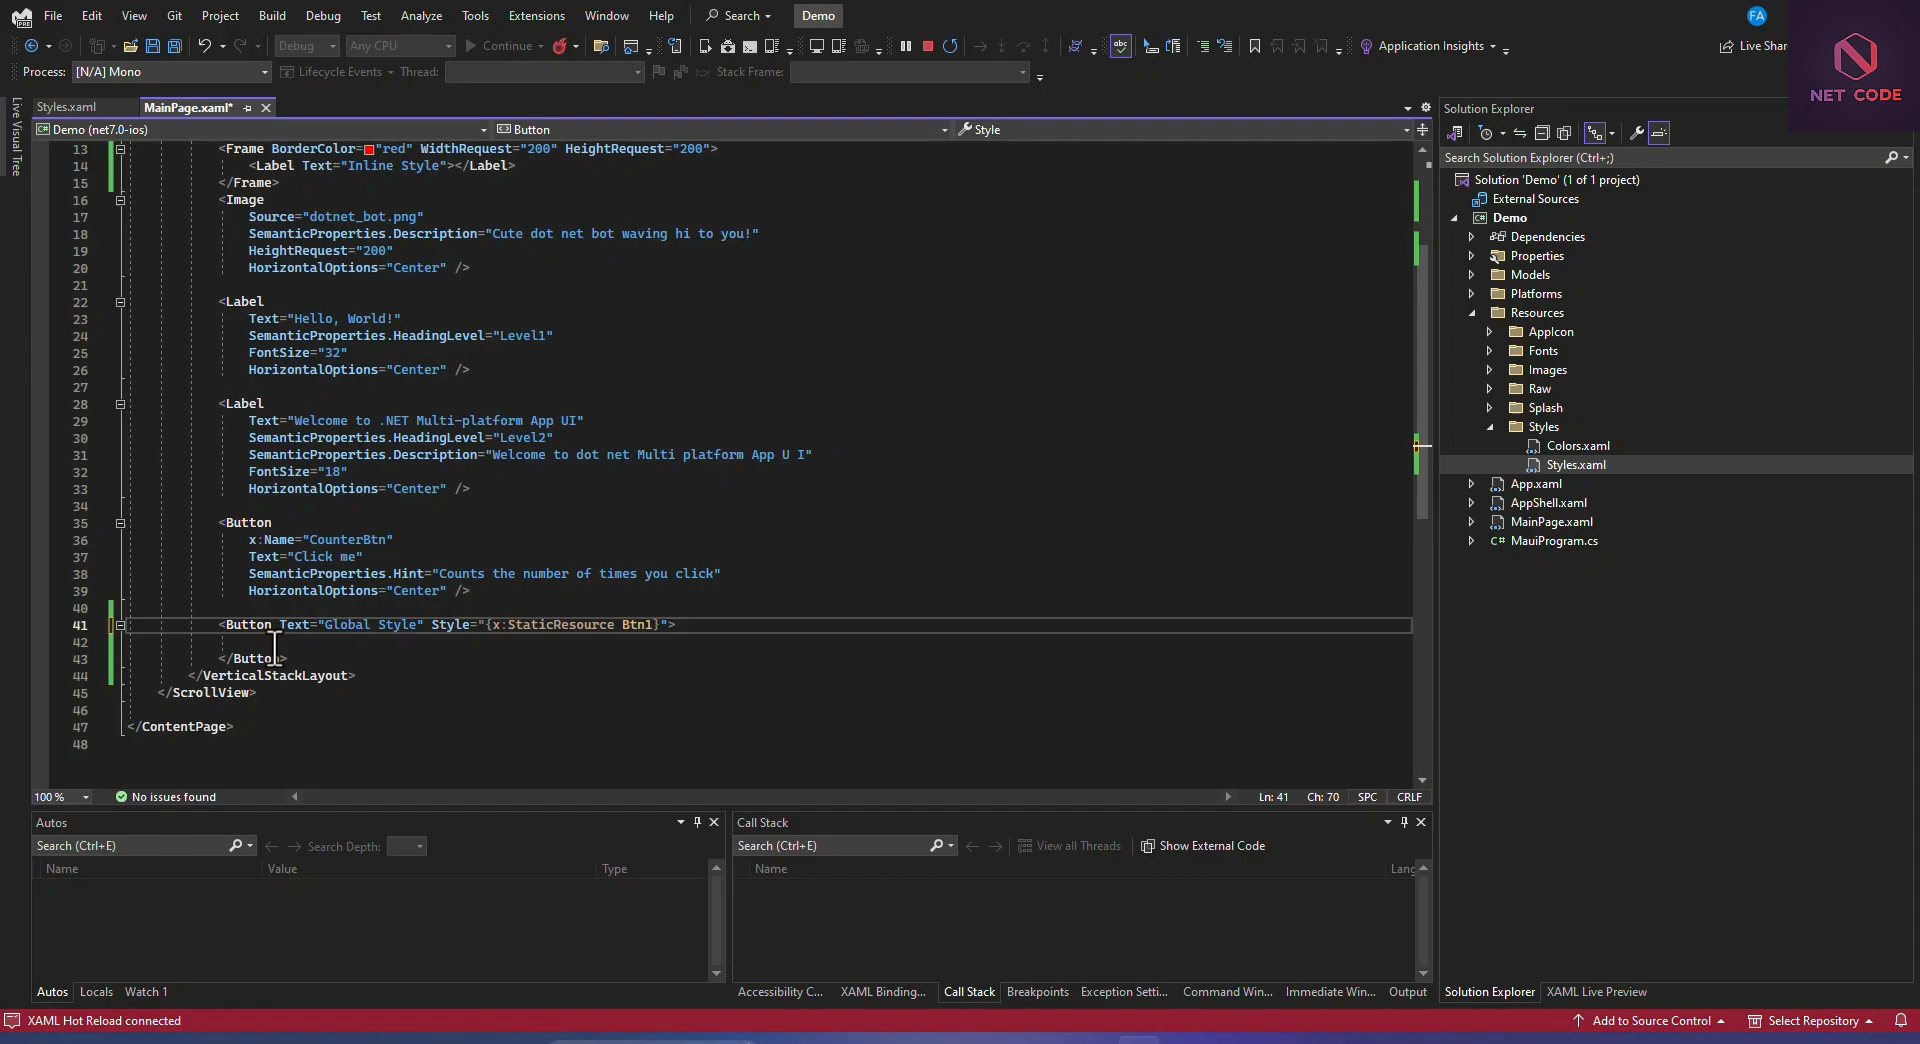 File Edit View Git Project Build Debug Test Analyze Tools Extensions Window Help Search Demo FA
Debug Any CPU Continue Application Insights Live Shar
Process: [N/A] Mono Lifecycle Events Thread: Stack Frame:
NET CODE
Live Visual Tree
Styles.xaml MainPage.xaml*
Demo (net7.0-ios) Button Style
13 <Frame BorderColor="red" WidthRequest="200" HeightRequest="200">
14 <Label Text="Inline Style"></Label>
15 </Frame>
16 <Image
17 Source="dotnet_bot.png"
18 SemanticProperties.Description="Cute dot net bot waving hi to you!"
19 HeightRequest="200"
20 HorizontalOptions="Center" />
21
22 <Label
23 Text="Hello, World!"
24 SemanticProperties.HeadingLevel="Level1"
25 FontSize="32"
26 HorizontalOptions="Center" />
27
28 <Label
29 Text="Welcome to .NET Multi-platform App UI"
30 SemanticProperties.HeadingLevel="Level2"
31 SemanticProperties.Description="Welcome to dot net Multi platform App U I"
32 FontSize="18"
33 HorizontalOptions="Center" />
34
35 <Button
36 x:Name="CounterBtn"
37 Text="Click me"
38 SemanticProperties.Hint="Counts the number of times you click"
39 HorizontalOptions="Center" />
40
41 <Button Text="Global Style" Style="{x:StaticResource Btn1}">
42
43 </Button>
44 </VerticalStackLayout>
45 </ScrollView>
46
47 </ContentPage>
48
100 % No issues found Ln: 41 Ch: 70 SPC CRLF
Autos
Search (Ctrl+E) Search Depth:
Name Value Type
Autos Locals Watch 1
Call Stack
Search (Ctrl+E) View all Threads Show External Code
Name Lang
Accessibility C... XAML Binding... Call Stack Breakpoints Exception Setti... Command Win... Immediate Win... Output
Solution Explorer
Search Solution Explorer (Ctrl+;)
Solution 'Demo' (1 of 1 project)
External Sources
Demo
Dependencies
Properties
Models
Platforms
Resources
AppIcon
Fonts
Images
Raw
Splash
Styles
Colors.xaml
Styles.xaml
App.xaml
AppShell.xaml
MainPage.xaml
MauiProgram.cs
Solution Explorer XAML Live Preview
XAML Hot Reload connected Add to Source Control Select Repository